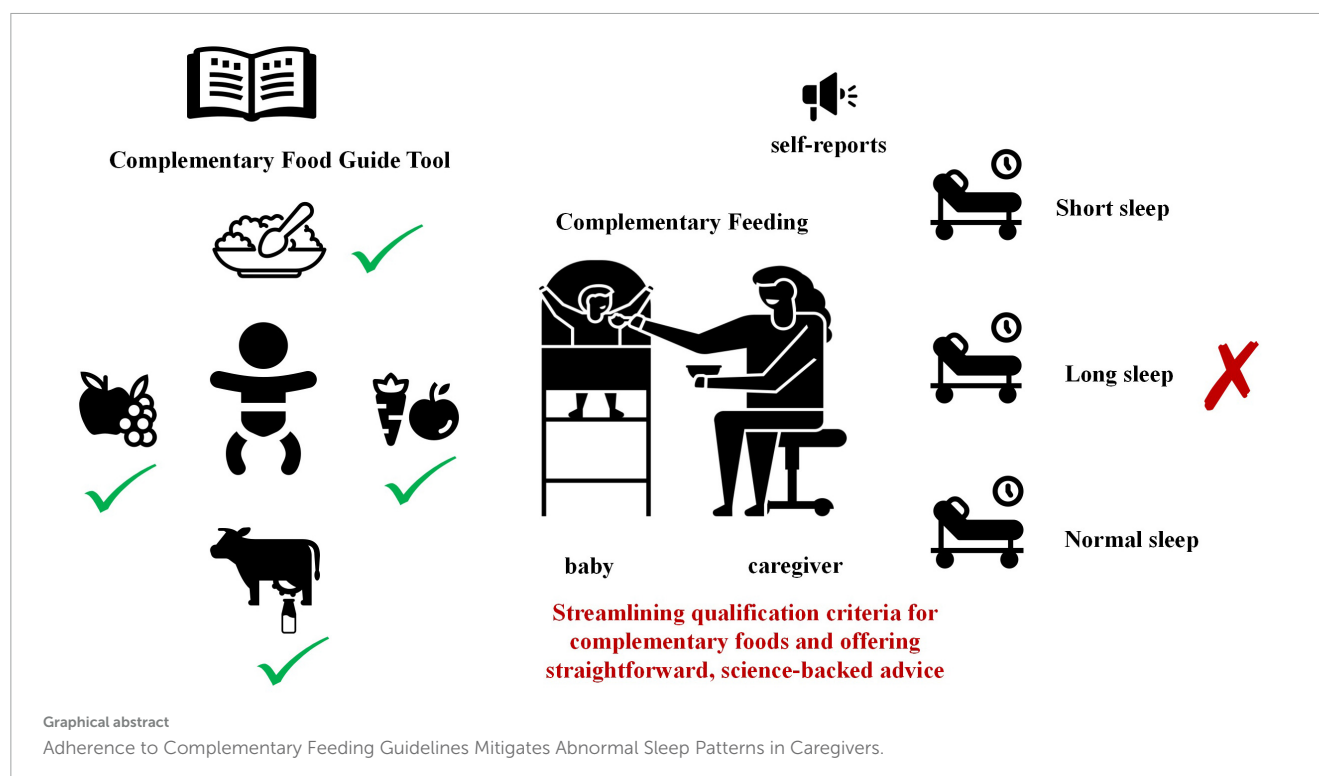 Complementary Food Guide Tool
self-reports
Complementary Feeding
Short sleep
Long sleep
Normal sleep
baby
caregiver
Streamlining qualification criteria for
complementary foods and offering
straightforward, science-backed advice
Graphical abstract
Adherence to Complementary Feeding Guidelines Mitigates Abnormal Sleep Patterns in Caregivers.